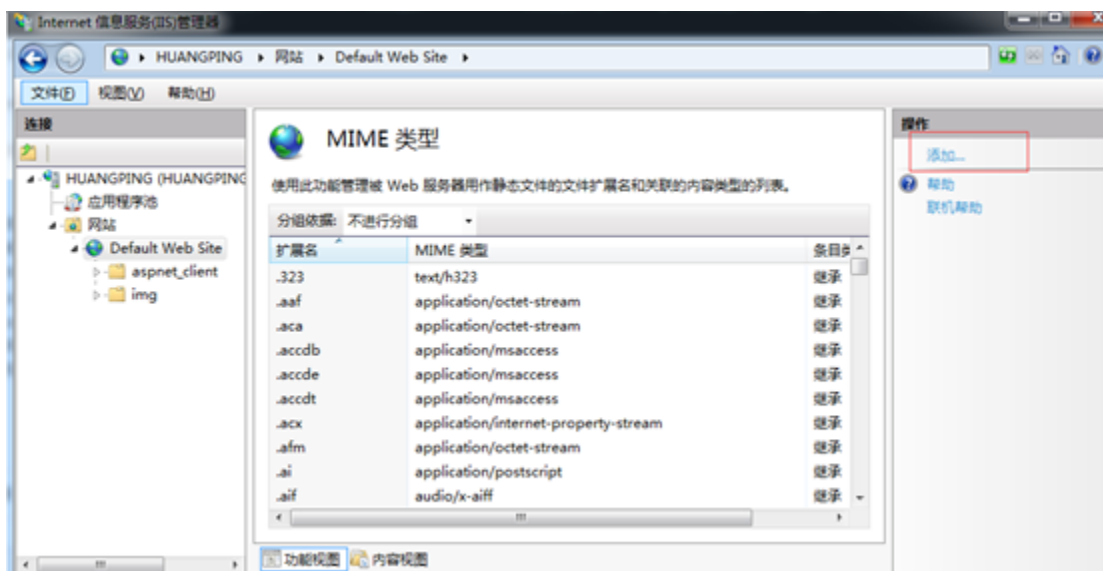 Internet 信息服务(IIS)管理器
HUANGPING 网站 Default Web Site
文件(F) 视图(V) 帮助(H)
连接
HUANGPING (HUANGPING
应用程序池
网站
Default Web Site
aspnet_client
img
MIME 类型
使用此功能管理被 Web 服务器用作静态文件的文件扩展名和关联的内容类型的列表。
分组依据: 不进行分组
扩展名 MIME 类型 条目类
.323 text/h323 继承
.aaf application/octet-stream 继承
.aca application/octet-stream 继承
.accdb application/msaccess 继承
.accde application/msaccess 继承
.accdt application/msaccess 继承
.acx application/internet-property-stream 继承
.afm application/octet-stream 继承
.ai application/postscript 继承
.aif audio/x-aiff 继承
功能视图 内容视图
操作
添加...
帮助
联机帮助